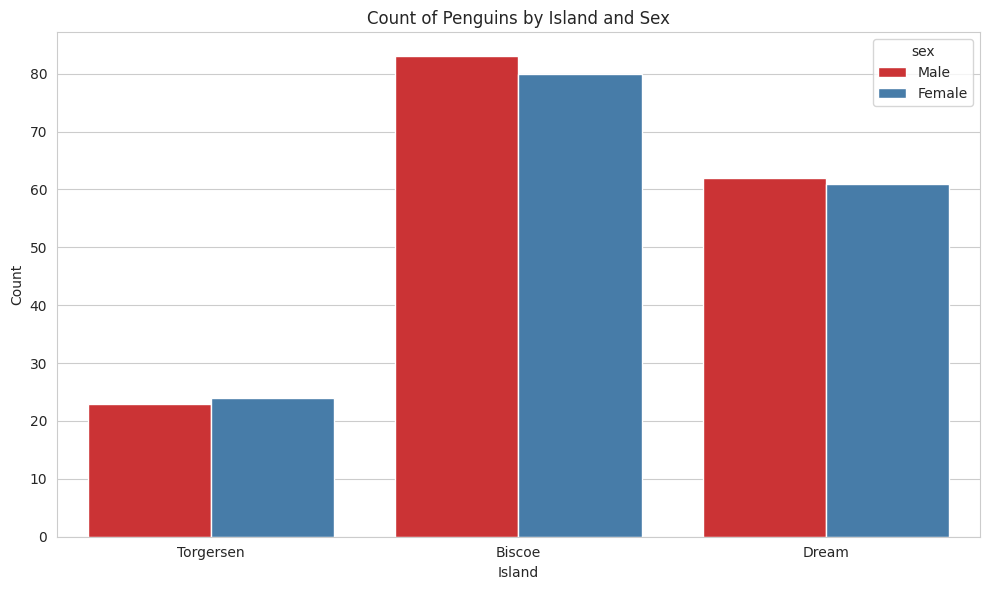 Count of Penguins by Island and Sex
sex
Male
Female
Count
80
70
60
50
40
30
20
10
0
Torgersen Biscoe Dream
Island